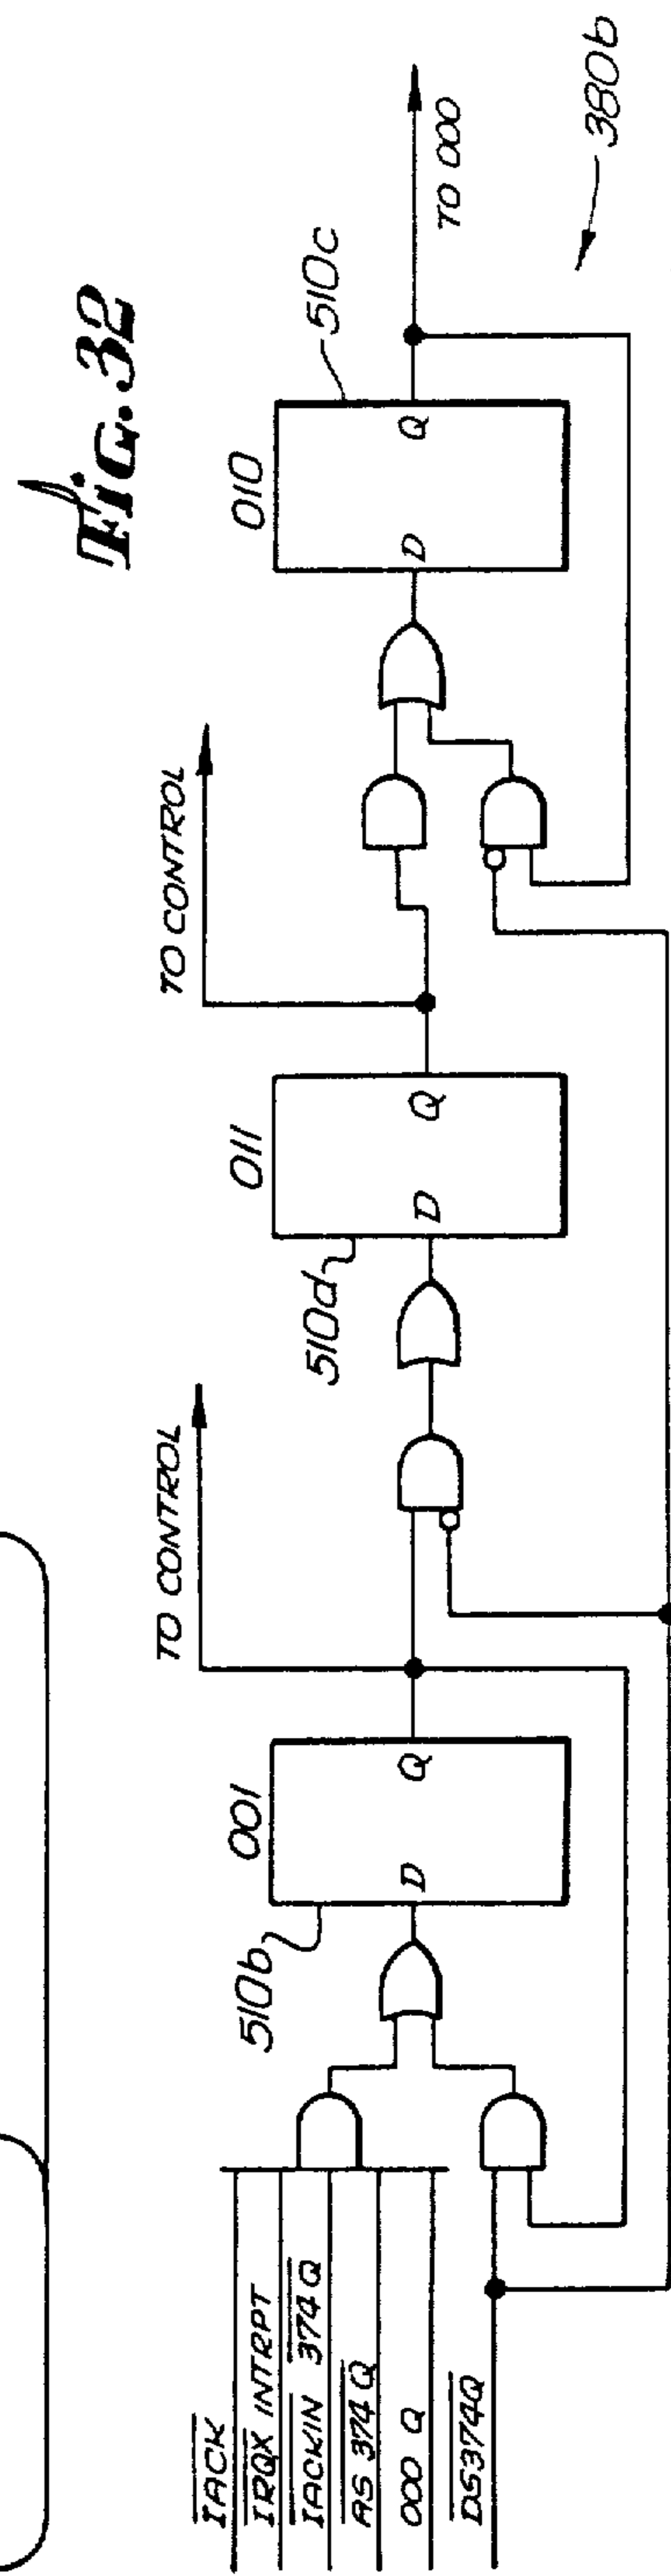 Fig. 32
380b
IACK
IRQX INTRPT
IACKIN 374Q
AS 374Q
000 Q
DS374Q
510b
001
D
Q
TO CONTROL
510d
011
D
Q
TO CONTROL
010
510c
D
Q
TO 000